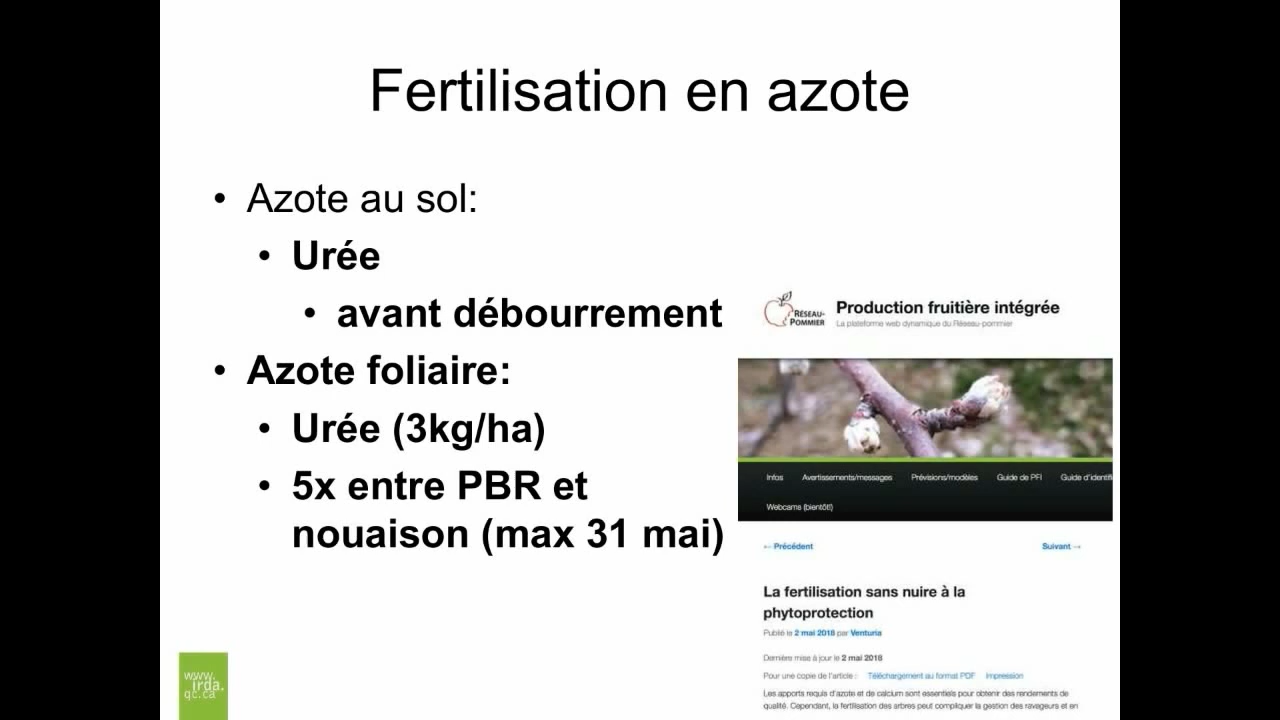 Fertilisation en azote
• Azote au sol:
• Urée
• avant débourrement
• Azote foliaire:
• Urée (3kg/ha)
• 5x entre PBR et
nouaison (max 31 mai)
RÉSEAU-
POMMIER
Production fruitière intégrée
La plateforme web dynamique du Réseau-pommier
Infos Avertissements/messages Prévisions/modèles Guide de PFI Guide d'identifi
Webcams (bientôt!)
← Précédent Suivant →
La fertilisation sans nuire à la
phytoprotection
Publié le 2 mai 2018 par Venturia
Dernière mise à jour le 2 mai 2018
Pour une copie de l'article : Téléchargement au format PDF Impression
Les apports requis d'azote et de calcium sont essentiels pour obtenir des rendements de
qualité. Cependant, la fertilisation des arbres peut compliquer la gestion des ravageurs et en
www.
irda.
qc.ca